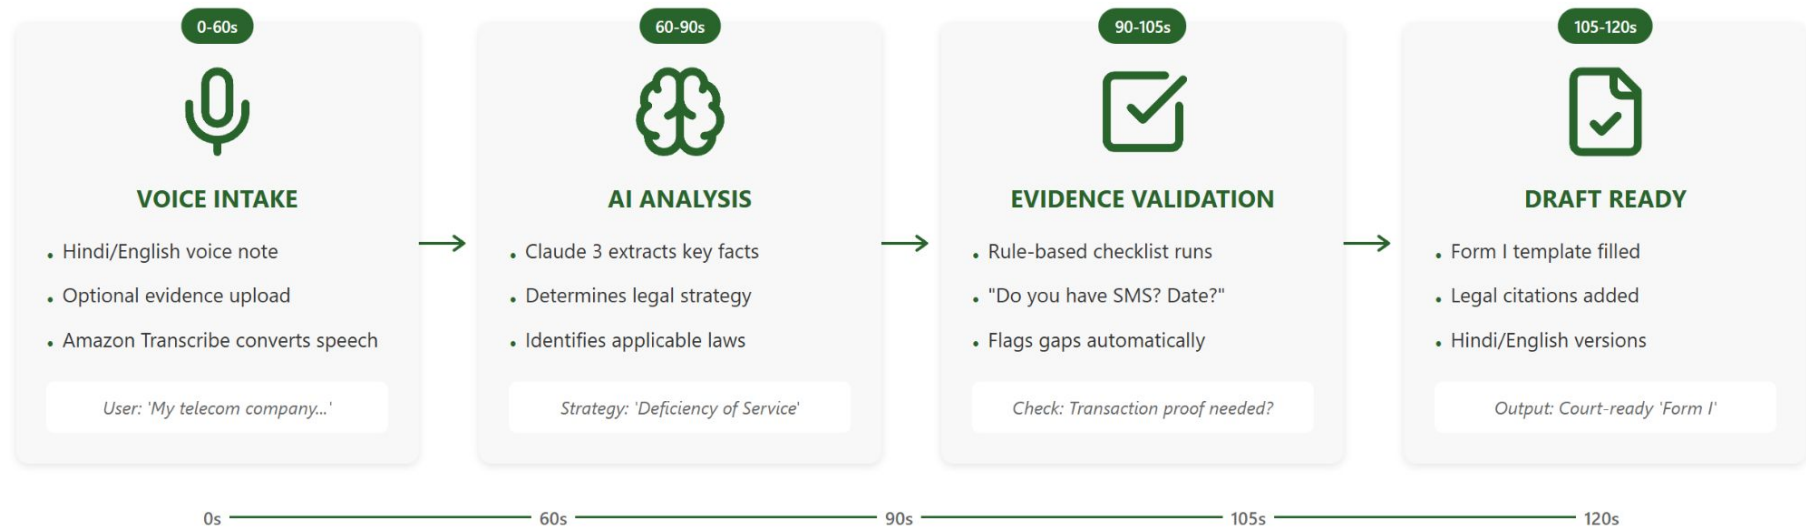 0-60s
VOICE INTAKE
• Hindi/English voice note
• Optional evidence upload
• Amazon Transcribe converts speech
User: 'My telecom company...'
60-90s
AI ANALYSIS
• Claude 3 extracts key facts
• Determines legal strategy
• Identifies applicable laws
Strategy: 'Deficiency of Service'
90-105s
EVIDENCE VALIDATION
• Rule-based checklist runs
• "Do you have SMS? Date?"
• Flags gaps automatically
Check: Transaction proof needed?
105-120s
DRAFT READY
• Form I template filled
• Legal citations added
• Hindi/English versions
Output: Court-ready 'Form I'
0s 60s 90s 105s 120s